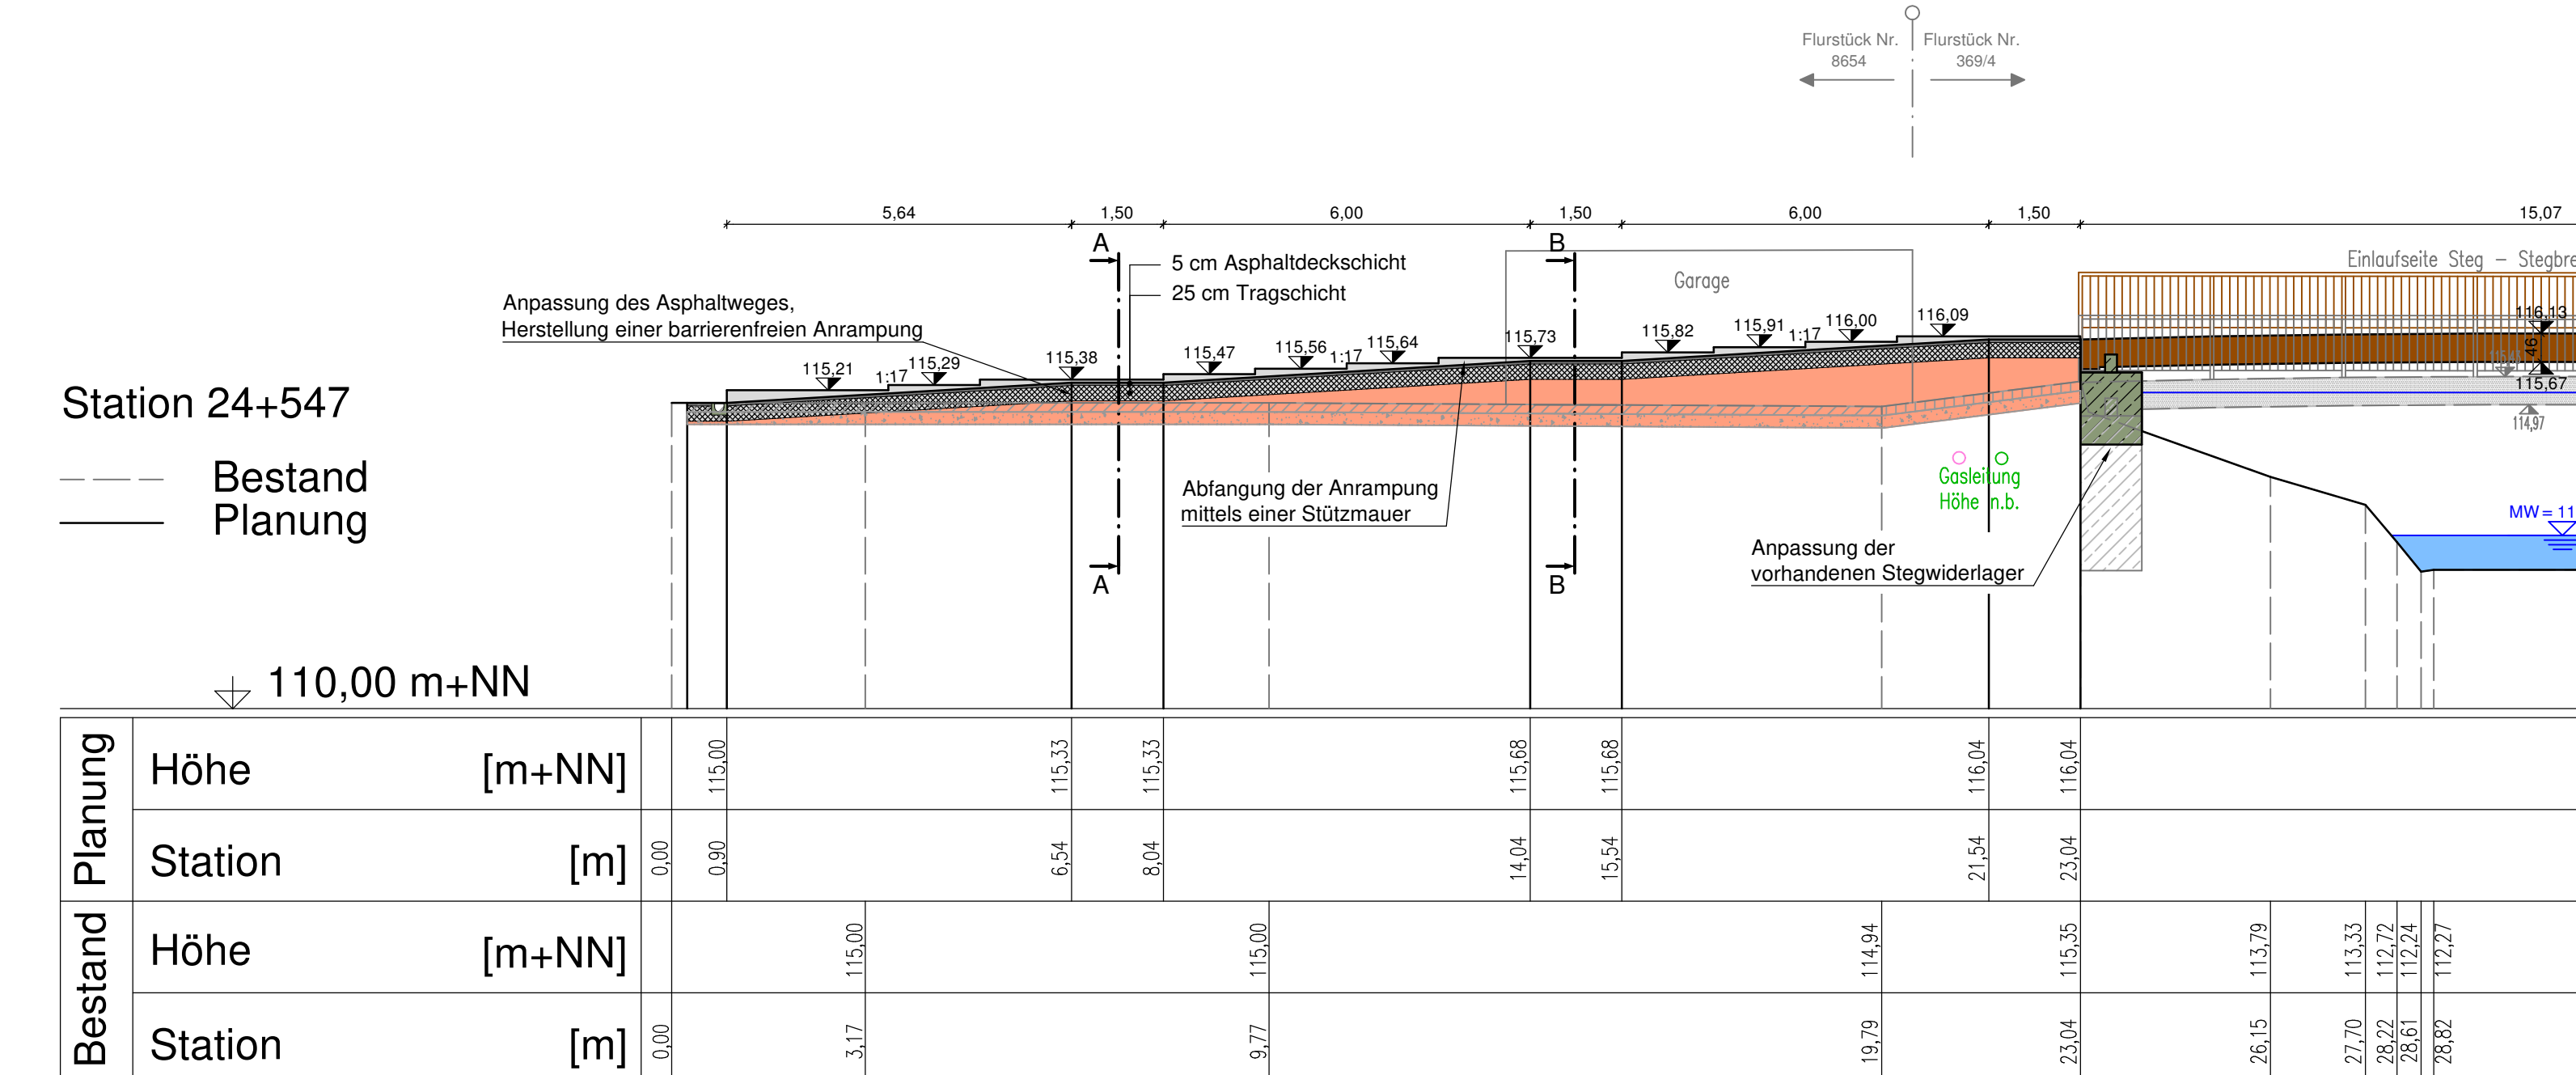 Flurstück Nr.
8654
Flurstück Nr.
369/4
5,64
1,50
6,00
1,50
6,00
1,50
15,07
A
B
5 cm Asphaltdeckschicht
25 cm Tragschicht
Garage
Einlaufseite Steg – Stegbre
Anpassung des Asphaltweges,
Herstellung einer barrierenfreien Anrampung
115,21
1:17
115,29
115,38
115,47
115,56
1:17
115,64
115,73
115,82
115,91
1:17
116,00
116,09
116,13
46
115,67
114,97
Station 24+547
Bestand
Planung
Abfangung der Anrampung
mittels einer Stützmauer
Gasleitung
Höhe n.b.
MW = 11
Anpassung der
vorhandenen Stegwiderlager
A
B
110,00 m+NN
Planung
Höhe [m+NN]
115,00
115,33
115,33
115,68
115,68
116,04
116,04
Station [m]
0,00
0,90
6,54
8,04
14,04
15,54
21,54
23,04
Bestand
Höhe [m+NN]
115,00
115,00
114,94
115,35
113,79
113,33
112,72
112,24
112,27
Station [m]
0,00
3,17
9,77
19,79
23,04
26,15
27,70
28,22
28,61
28,82